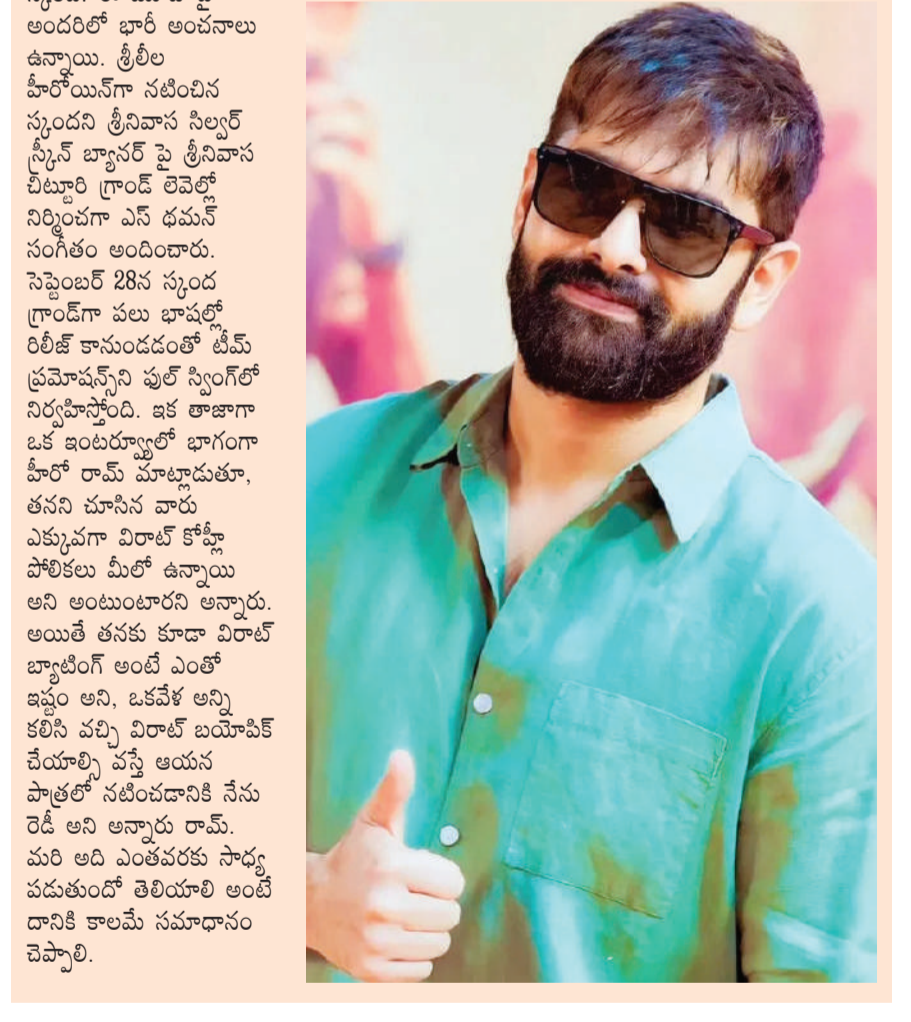 అందరిలో భారీ అంచనాలు
ఉన్నాయి. శ్రీలీల
హీరోయిన్‌గా నటించిన
స్కందని శ్రీనివాస సిల్వర్
స్క్రీన్ బ్యానర్ పై శ్రీనివాస
చిట్టూరి గ్రాండ్ లెవెల్లో
నిర్మించగా ఎస్ థమన్
సంగీతం అందించారు.
సెప్టెంబర్ 28న స్కంద
గ్రాండ్‌గా పలు భాషల్లో
రిలీజ్ కానుండడంతో టీమ్
ప్రమోషన్స్‌ని ఫుల్ స్వింగ్‌లో
నిర్వహిస్తోంది. ఇక తాజాగా
ఒక ఇంటర్వ్యూలో భాగంగా
హీరో రామ్ మాట్లాడుతూ,
తనని చూసిన వారు
ఎక్కువగా విరాట్ కోహ్లీ
పోలికలు మీలో ఉన్నాయి
అని అంటుంటారని అన్నారు.
అయితే తనకు కూడా విరాట్
బ్యాటింగ్ అంటే ఎంతో
ఇష్టం అని, ఒకవేళ అన్ని
కలిసి వచ్చి విరాట్ బయోపిక్
చేయాల్సి వస్తే ఆయన
పాత్రలో నటించడానికి నేను
రెడీ అని అన్నారు రామ్.
మరి అది ఎంతవరకు సాధ్య
పడుతుందో తెలియాలి అంటే
దానికి కాలమే సమాధానం
చెప్పాలి.